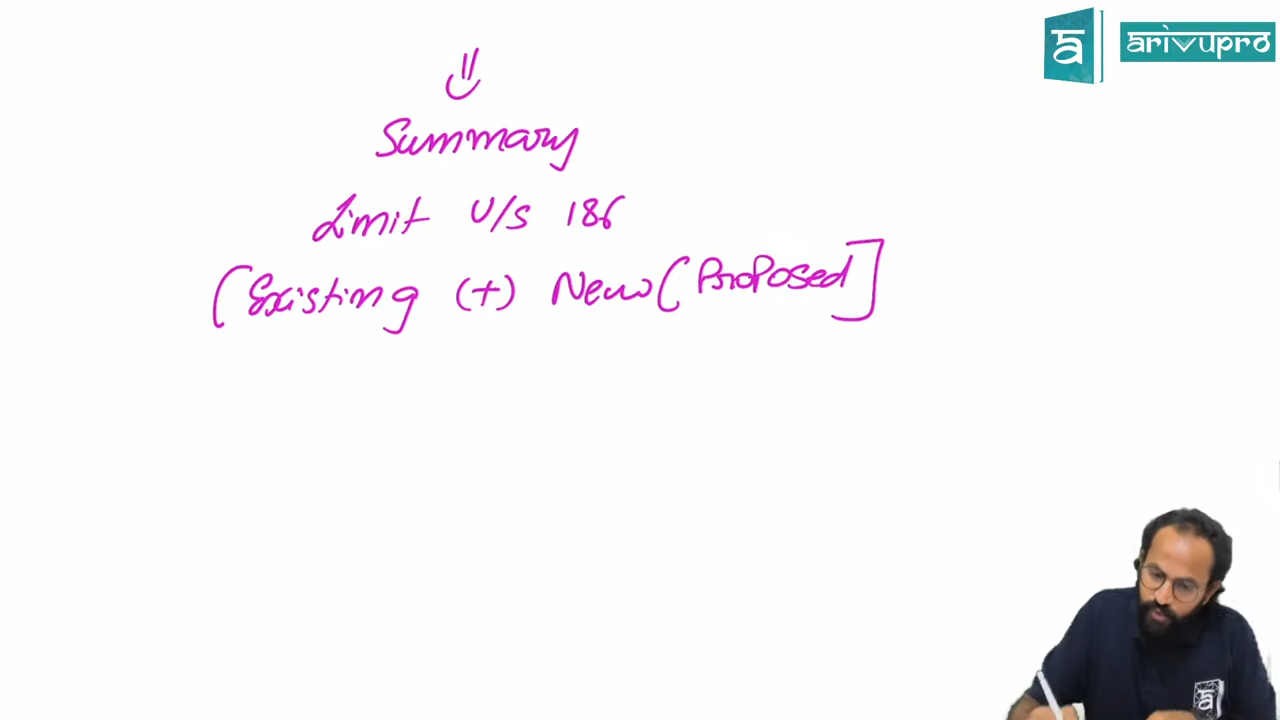 arivupro
Summary
Limit U/s 186
(Existing (+) New (Proposed]